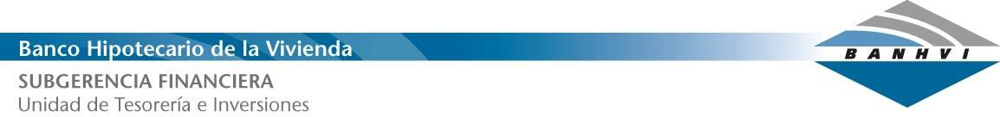 Banco Hipotecario de la Vivienda
BANHVI
SUBGERENCIA FINANCIERA
Unidad de Tesorería e Inversiones